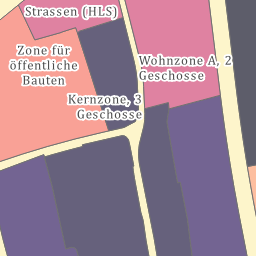 Strassen (HLS)
Zone für
öffentliche
Bauten
Wohnzone A, 2
Geschosse
Kernzone, 3
Geschosse